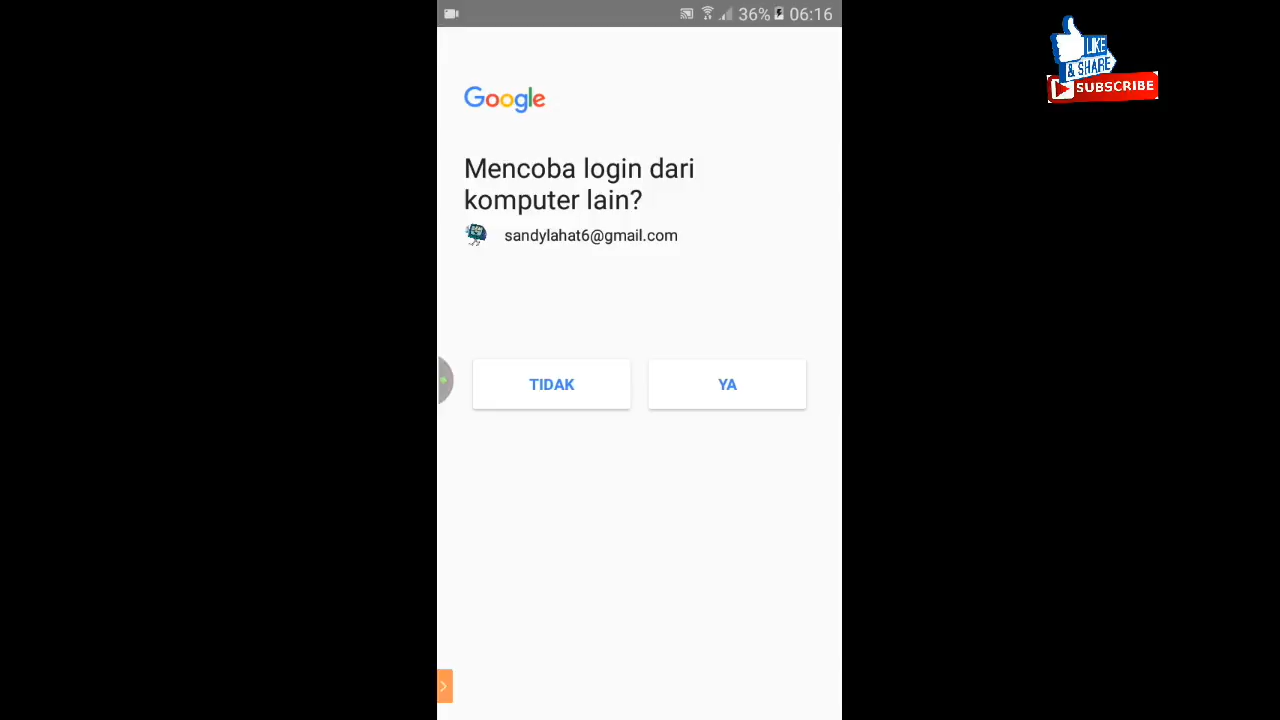 36% 06:16
LIKE
& SHARE
SUBSCRIBE
Google
Mencoba login dari
komputer lain?
sandylahat6@gmail.com
TIDAK
YA